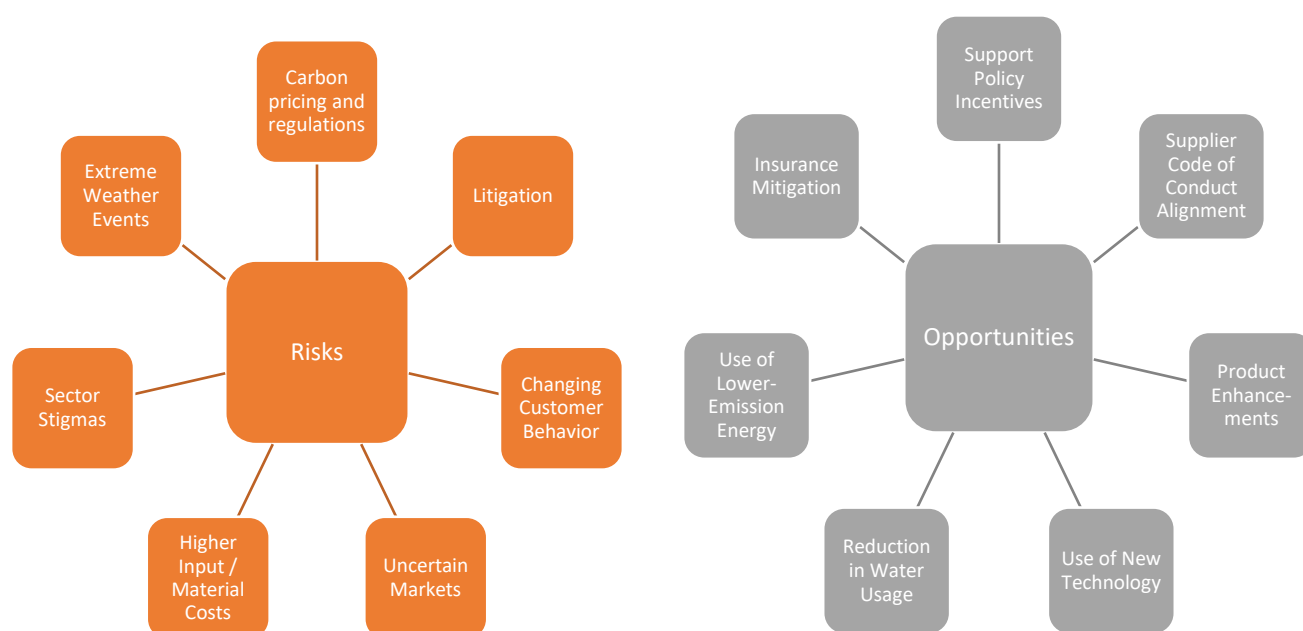 Carbon
pricing and
regulations
Litigation
Changing
Customer
Behavior
Uncertain
Markets
Higher
Input /
Material
Costs
Sector
Stigmas
Extreme
Weather
Events
Risks
Support
Policy
Incentives
Supplier
Code of
Conduct
Alignment
Product
Enhance-
ments
Use of New
Technology
Reduction
in Water
Usage
Use of
Lower-
Emission
Energy
Insurance
Mitigation
Opportunities